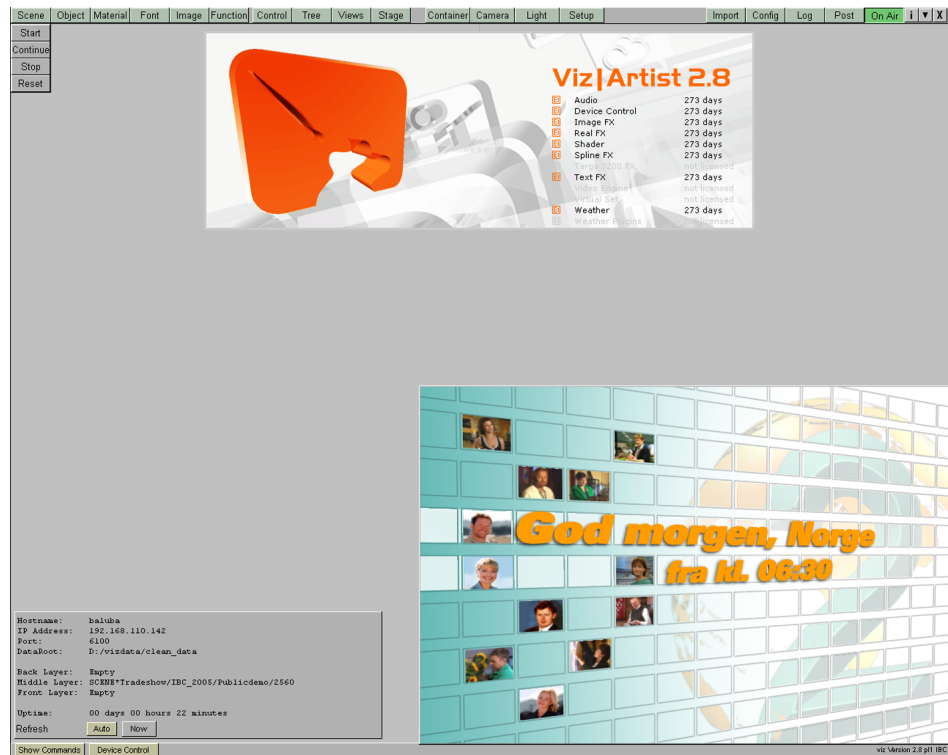 Scene Object Material Font Image Function Control Tree Views Stage Container Camera Light Setup Import Config Log Post On Air i ▼ X
Start
Continue
Stop
Reset
Viz|Artist 2.8
Audio 273 days
Device Control 273 days
Image FX 273 days
Real FX 273 days
Shader 273 days
Spline FX 273 days
Targa 3200 FX not licensed
Text FX 273 days
Video Engine not licensed
Virtual Set not licensed
Weather 273 days
Weather Plugins not licensed
God morgen, Norge
fra kl. 06:30
Hostname: baluba
IP Address: 192.168.110.142
Port: 6100
DataRoot: D:/vizdata/clean_data
Back Layer: Empty
Middle Layer: SCENE*Tradeshow/IBC_2005/Publicdemo/2560
Front Layer: Empty
Uptime: 00 days 00 hours 22 minutes
Refresh Auto Now
Show Commands Device Control viz Version 2.8 pl1 IBC